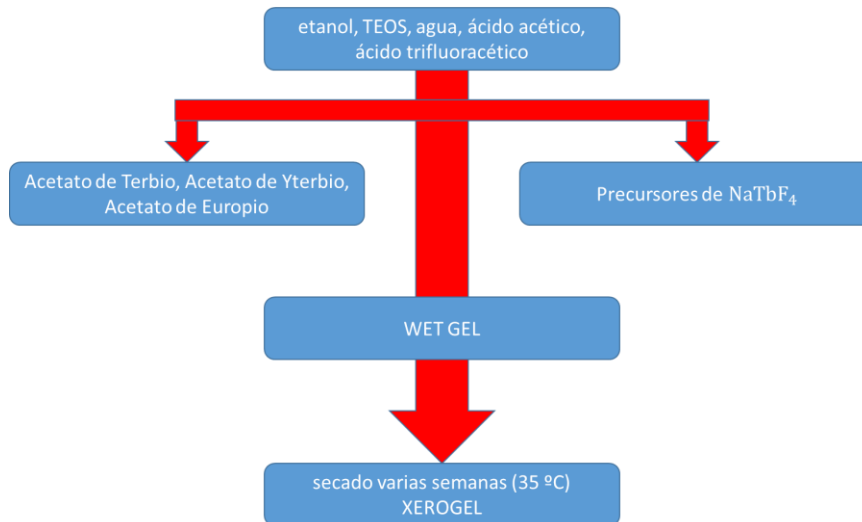 etanol, TEOS, agua, ácido acético,
ácido trifluoracético
Acetato de Terbio, Acetato de Yterbio,
Acetato de Europio
Precursores de NaTbF₄
WET GEL
secado varias semanas (35 ºC)
XEROGEL